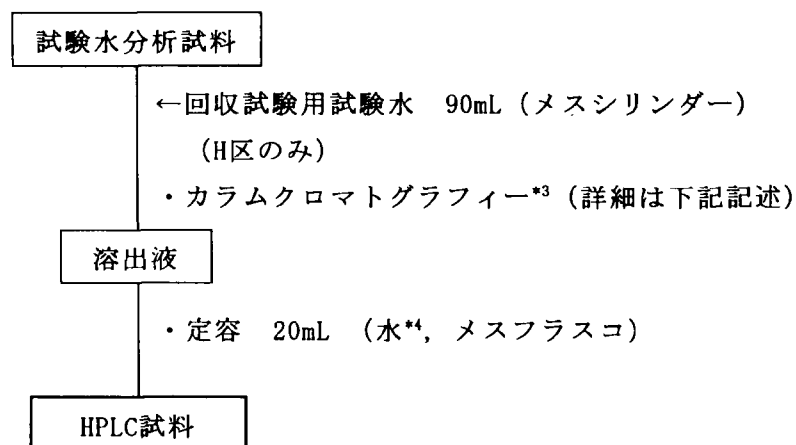 試験水分析試料
←回収試験用試験水 90mL(メスシリンダー)
(H区のみ)
・カラムクロマトグラフィー*3(詳細は下記記述)
溶出液
・定容 20mL (水*4, メスフラスコ)
HPLC試料